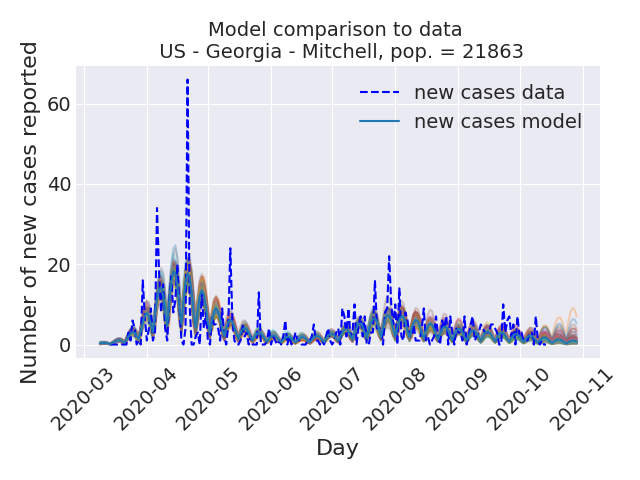 Model comparison to data
US - Georgia - Mitchell, pop. = 21863
Number of new cases reported
60
40
20
0
new cases data
new cases model
2020-03
2020-04
2020-05
2020-06
2020-07
2020-08
2020-09
2020-10
2020-11
Day